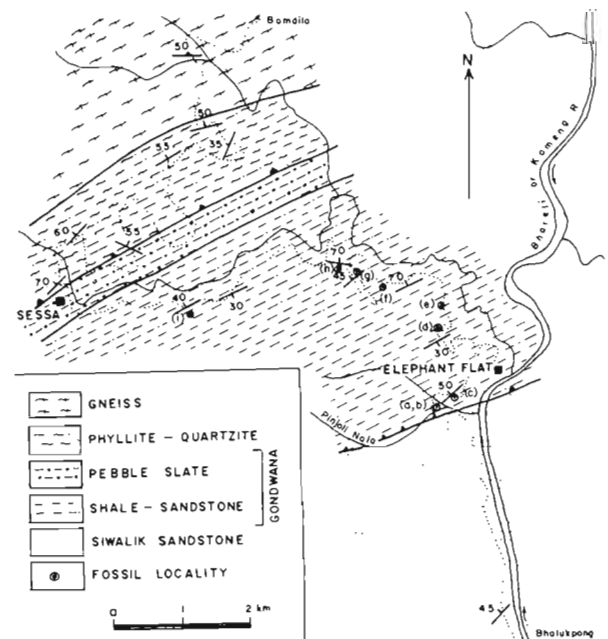 Bomdila
50
50
55
35
N
Bhareli or Kameng R
60
55
70
SESSA
70
(h)
45
(g)
70
(f)
40
(i)
30
(e)
(d)
30
ELEPHANT FLAT
50
(c)
(a,b)
Pinjoli Nala
GNEISS
PHYLLITE - QUARTZITE
PEBBLE SLATE
SHALE - SANDSTONE
GONDWANA
SIWALIK SANDSTONE
FOSSIL LOCALITY
0 1 2 km
45
Bhalukpong